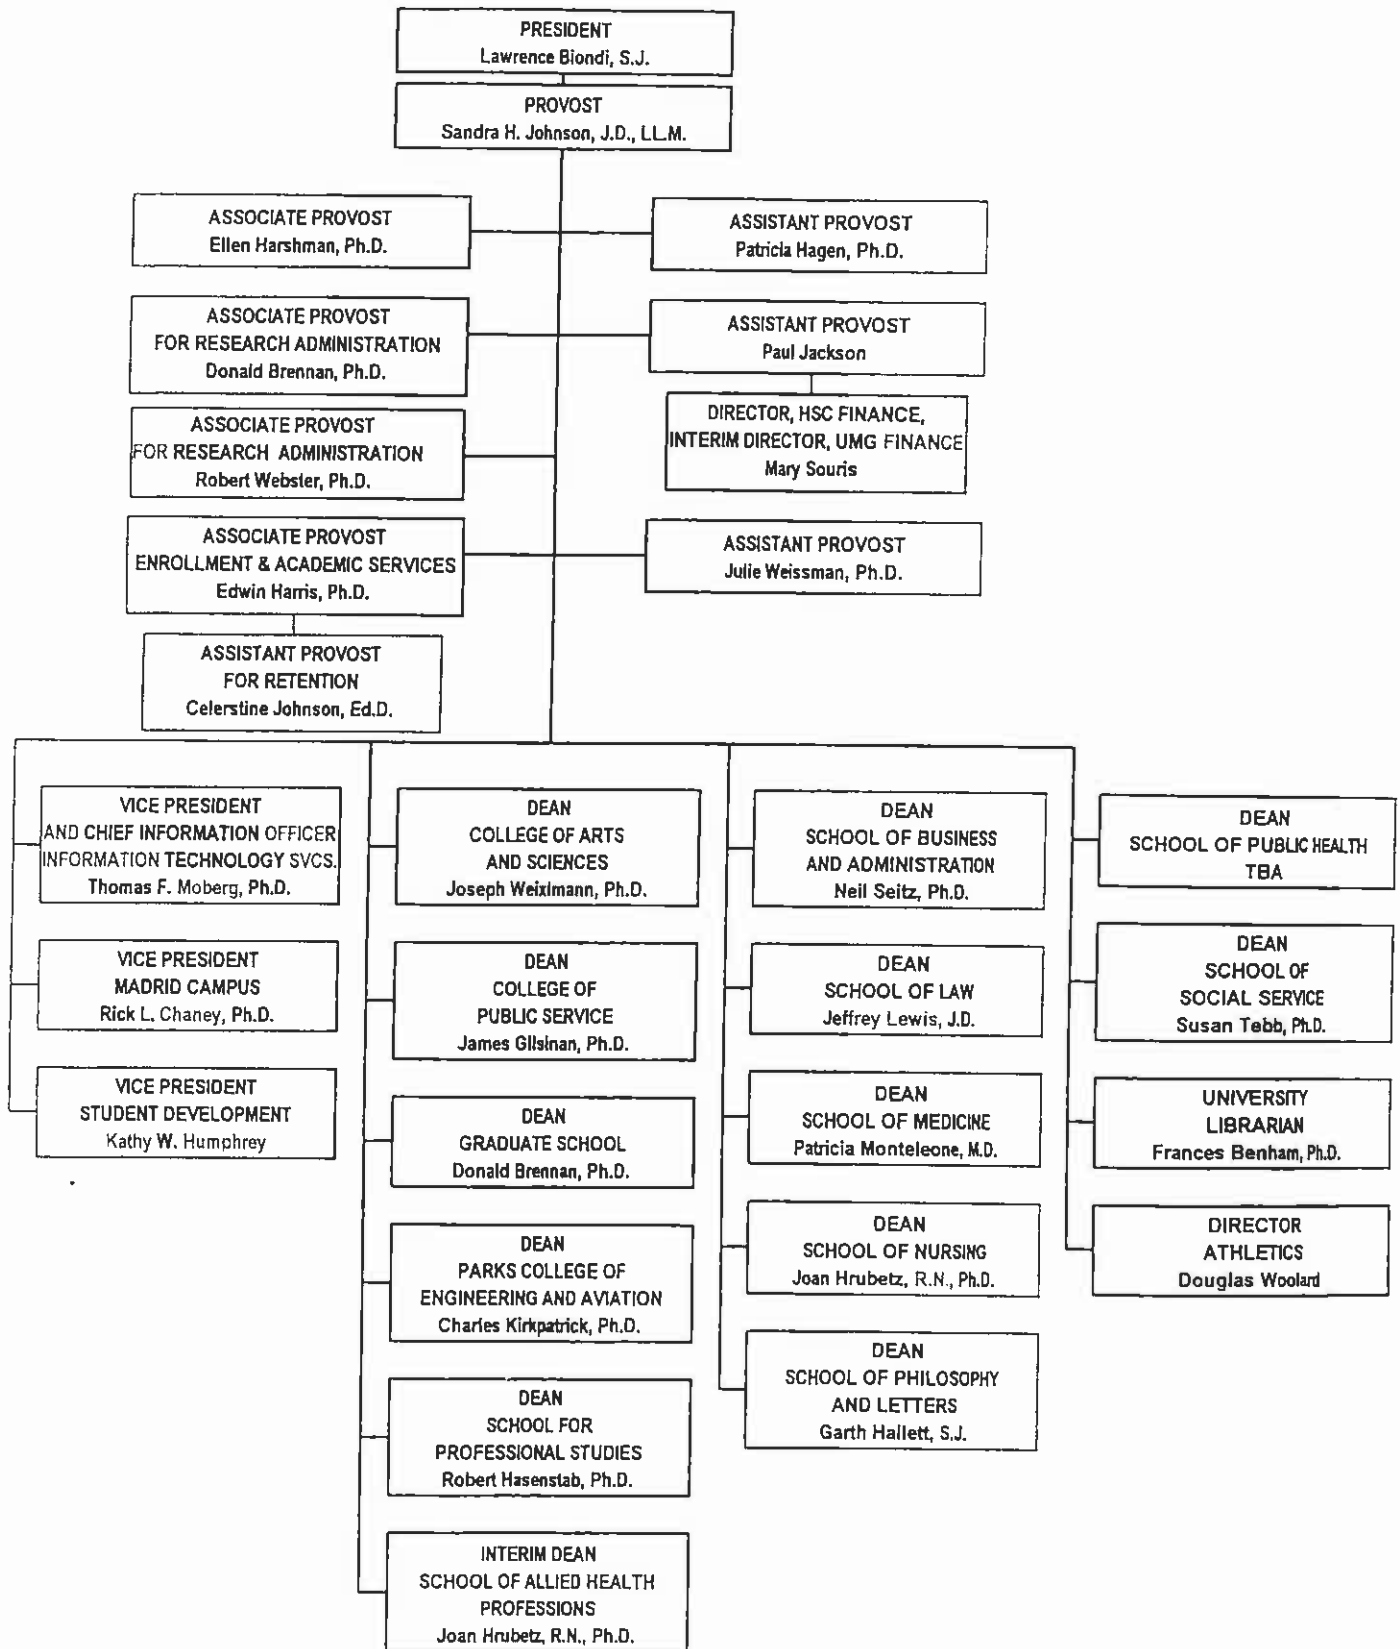 PRESIDENT
Lawrence Biondi, S.J.
PROVOST
Sandra H. Johnson, J.D., LL.M.
ASSOCIATE PROVOST
Ellen Harshman, Ph.D.
ASSISTANT PROVOST
Patricia Hagen, Ph.D.
ASSOCIATE PROVOST
FOR RESEARCH ADMINISTRATION
Donald Brennan, Ph.D.
ASSISTANT PROVOST
Paul Jackson
DIRECTOR, HSC FINANCE,
INTERIM DIRECTOR, UMG FINANCE
Mary Souris
ASSOCIATE PROVOST
FOR RESEARCH ADMINISTRATION
Robert Webster, Ph.D.
ASSOCIATE PROVOST
ENROLLMENT & ACADEMIC SERVICES
Edwin Harris, Ph.D.
ASSISTANT PROVOST
Julie Weissman, Ph.D.
ASSISTANT PROVOST
FOR RETENTION
Celerstine Johnson, Ed.D.
VICE PRESIDENT
AND CHIEF INFORMATION OFFICER
INFORMATION TECHNOLOGY SVCS.
Thomas F. Moberg, Ph.D.
VICE PRESIDENT
MADRID CAMPUS
Rick L. Chaney, Ph.D.
VICE PRESIDENT
STUDENT DEVELOPMENT
Kathy W. Humphrey
DEAN
COLLEGE OF ARTS
AND SCIENCES
Joseph Weixlmann, Ph.D.
DEAN
COLLEGE OF
PUBLIC SERVICE
James Gilsinan, Ph.D.
DEAN
GRADUATE SCHOOL
Donald Brennan, Ph.D.
DEAN
PARKS COLLEGE OF
ENGINEERING AND AVIATION
Charles Kirkpatrick, Ph.D.
DEAN
SCHOOL FOR
PROFESSIONAL STUDIES
Robert Hasenstab, Ph.D.
INTERIM DEAN
SCHOOL OF ALLIED HEALTH
PROFESSIONS
Joan Hrubetz, R.N., Ph.D.
DEAN
SCHOOL OF BUSINESS
AND ADMINISTRATION
Neil Seitz, Ph.D.
DEAN
SCHOOL OF LAW
Jeffrey Lewis, J.D.
DEAN
SCHOOL OF MEDICINE
Patricia Monteleone, M.D.
DEAN
SCHOOL OF NURSING
Joan Hrubetz, R.N., Ph.D.
DEAN
SCHOOL OF PHILOSOPHY
AND LETTERS
Garth Hallett, S.J.
DEAN
SCHOOL OF PUBLIC HEALTH
TBA
DEAN
SCHOOL OF
SOCIAL SERVICE
Susan Tebb, Ph.D.
UNIVERSITY
LIBRARIAN
Frances Benham, Ph.D.
DIRECTOR
ATHLETICS
Douglas Woolard